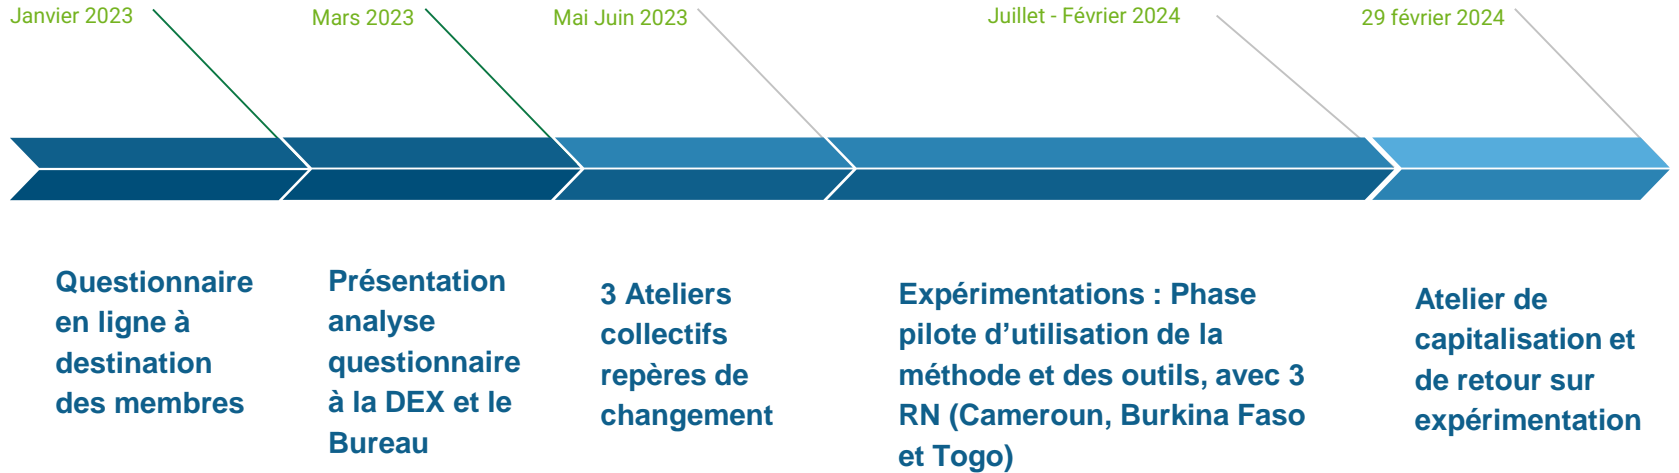 Janvier 2023
Mars 2023
Mai Juin 2023
Juillet - Février 2024
29 février 2024
Questionnaire
en ligne à
destination
des membres
Présentation
analyse
questionnaire
à la DEX et le
Bureau
3 Ateliers
collectifs
repères de
changement
Expérimentations : Phase
pilote d’utilisation de la
méthode et des outils, avec 3
RN (Cameroun, Burkina Faso
et Togo)
Atelier de
capitalisation et
de retour sur
expérimentation